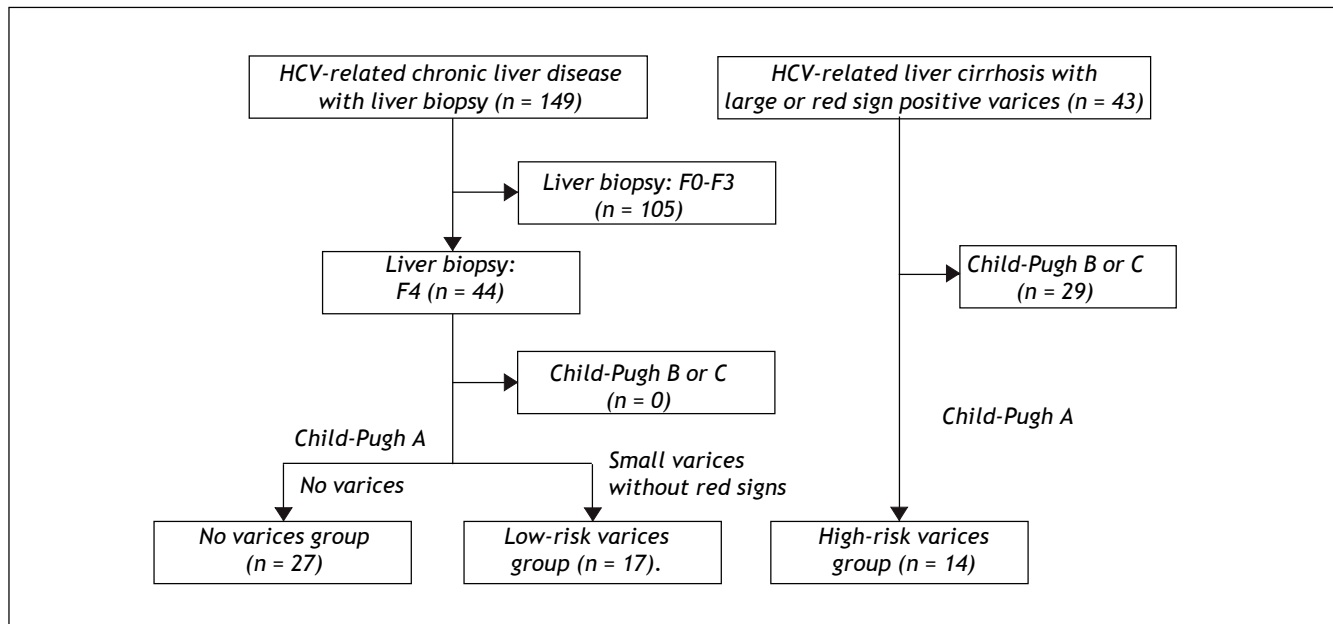 HCV-related chronic liver disease
with liver biopsy (n = 149)
HCV-related liver cirrhosis with
large or red sign positive varices (n = 43)
Liver biopsy: F0-F3
(n = 105)
Liver biopsy:
F4 (n = 44)
Child-Pugh B or C
(n = 29)
Child-Pugh B or C
(n = 0)
Child-Pugh A
Child-Pugh A
No varices
Small varices
without red signs
No varices group
(n = 27)
Low-risk varices
group (n = 17).
High-risk varices
group (n = 14)